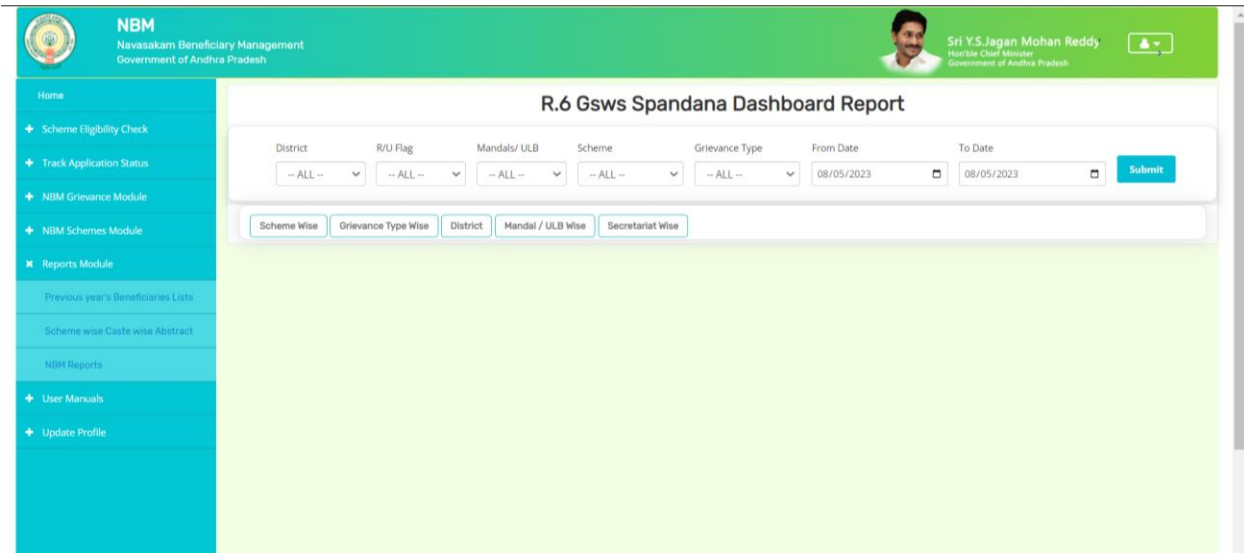 NBM
Navasakam Beneficiary Management
Government of Andhra Pradesh
Sri Y.S.Jagan Mohan Reddy
Hon'ble Chief Minister
Government of Andhra Pradesh
Home
Scheme Eligibility Check
Track Application Status
NBM Grievance Module
NBM Schemes Module
Reports Module
Previous year's Beneficiaries Lists
Scheme wise Caste wise Abstract
NBM Reports
User Manuals
Update Profile
R.6 Gsws Spandana Dashboard Report
District R/U Flag Mandals/ ULB Scheme Grievance Type From Date To Date
-- ALL -- -- ALL -- -- ALL -- -- ALL -- -- ALL -- 08/05/2023 08/05/2023 Submit
Scheme Wise Grievance Type Wise District Mandal / ULB Wise Secretariat Wise